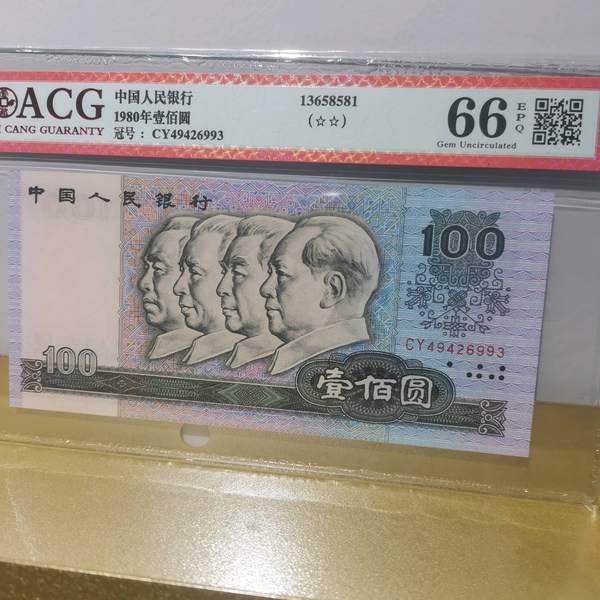 ACG
CANG GUARANTY
中国人民银行
1980年壹佰圆
冠号：CY49426993
13658581
(☆☆)
66
EPQ
Gem Uncirculated
中国人民银行
100
CY49426993
100
壹佰圆